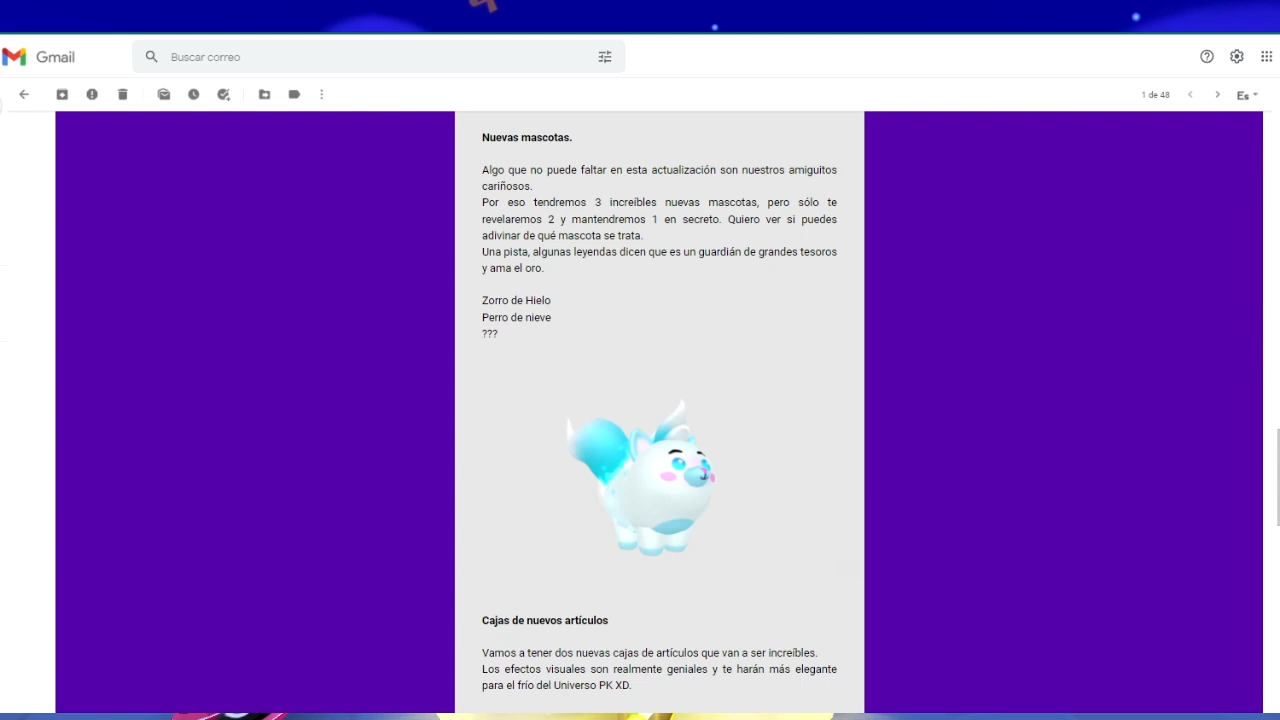 Gmail
Buscar correo
1 de 48
Es
Nuevas mascotas.
Algo que no puede faltar en esta actualización son nuestros amiguitos
cariñosos.
Por eso tendremos 3 increíbles nuevas mascotas, pero sólo te
revelaremos 2 y mantendremos 1 en secreto. Quiero ver si puedes
adivinar de qué mascota se trata.
Una pista, algunas leyendas dicen que es un guardián de grandes tesoros
y ama el oro.
Zorro de Hielo
Perro de nieve
???
Cajas de nuevos artículos
Vamos a tener dos nuevas cajas de artículos que van a ser increíbles.
Los efectos visuales son realmente geniales y te harán más elegante
para el frío del Universo PK XD.